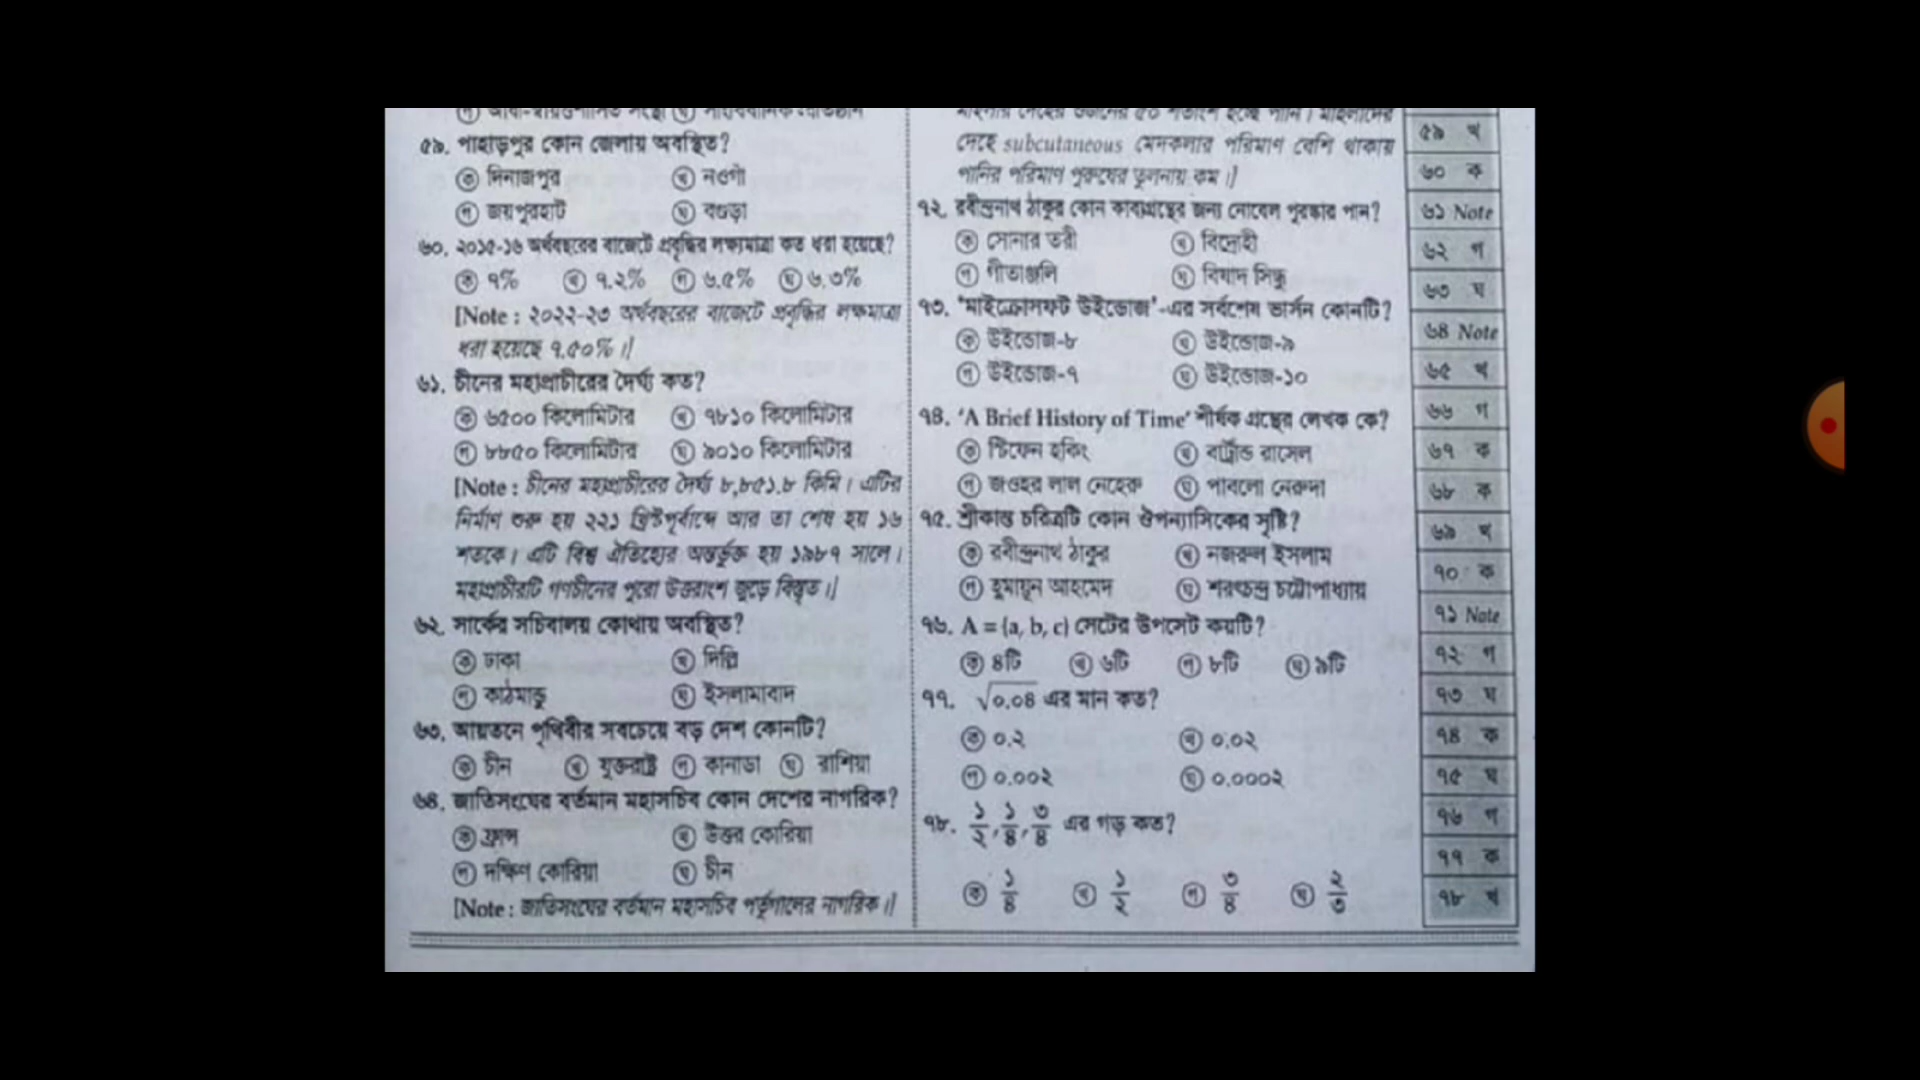 ৫৯. পাহাড়পুর কোন জেলায় অবস্থিত?
ক দিনাজপুর খ নওগাঁ
গ জয়পুরহাট ঘ বগুড়া
৬০. ২০১৫-১৬ অর্থবছরের বাজেটে প্রবৃদ্ধির লক্ষ্যমাত্রা কত ধরা হয়েছে?
ক ৭% খ ৭.২% গ ৬.৫% ঘ ৬.৩%
[Note : ২০২২-২৩ অর্থবছরের বাজেটে প্রবৃদ্ধির লক্ষমাত্রা
ধরা হয়েছে ৭.৫০%।]
৬১. চীনের মহাপ্রাচীরের দৈর্ঘ্য কত?
ক ৬৫০০ কিলোমিটার খ ৭৮১০ কিলোমিটার
গ ৮৮৫০ কিলোমিটার ঘ ৯০১০ কিলোমিটার
[Note : চীনের মহাপ্রাচীরের দৈর্ঘ্য ৮,৮৫১.৮ কিমি। এটির
নির্মাণ শুরু হয় ২২১ খ্রিষ্টপূর্বাব্দে আর তা শেষ হয় ১৬
শতকে। এটি বিশ্ব ঐতিহ্যের অন্তর্ভুক্ত হয় ১৯৮৭ সালে।
মহাপ্রাচীরটি গণচীনের পুরো উত্তরাংশ জুড়ে বিস্তৃত।]
৬২. সার্কের সচিবালয় কোথায় অবস্থিত?
ক ঢাকা খ দিল্লি
গ কাঠমান্ডু ঘ ইসলামাবাদ
৬৩. আয়তনে পৃথিবীর সবচেয়ে বড় দেশ কোনটি?
ক চীন খ যুক্তরাষ্ট্র গ কানাডা ঘ রাশিয়া
৬৪. জাতিসংঘের বর্তমান মহাসচিব কোন দেশের নাগরিক?
ক ফ্রান্স খ উত্তর কোরিয়া
গ দক্ষিণ কোরিয়া ঘ চীন
[Note : জাতিসংঘের বর্তমান মহাসচিব পর্তুগালের নাগরিক।]
দেহে subcutaneous মেদকলার পরিমাণ বেশি থাকায়
পানির পরিমাণ পুরুষের তুলনায় কম।]
৭২. রবীন্দ্রনাথ ঠাকুর কোন কাব্যগ্রন্থের জন্য নোবেল পুরস্কার পান?
ক সোনার তরী খ বিদ্রোহী
গ গীতাঞ্জলি ঘ বিষাদ সিন্ধু
৭৩. 'মাইক্রোসফট উইন্ডোজ'-এর সর্বশেষ ভার্সন কোনটি?
ক উইন্ডোজ-৮ খ উইন্ডোজ-৯
গ উইন্ডোজ-৭ ঘ উইন্ডোজ-১০
৭৪. 'A Brief History of Time' শীর্ষক গ্রন্থের লেখক কে?
ক স্টিফেন হকিং খ বার্ট্রান্ড রাসেল
গ জওহর লাল নেহেরু ঘ পাবলো নেরুদা
৭৫. শ্রীকান্ত চরিত্রটি কোন ঔপন্যাসিকের সৃষ্টি?
ক রবীন্দ্রনাথ ঠাকুর খ নজরুল ইসলাম
গ হুমায়ূন আহমেদ ঘ শরৎচন্দ্র চট্টোপাধ্যায়
৭৬. A = {a, b, c} সেটের উপসেট কয়টি?
ক ৪টি খ ৬টি গ ৮টি ঘ ৯টি
৭৭. √০.০৪ এর মান কত?
ক ০.২ খ ০.০২
গ ০.০০২ ঘ ০.০০০২
৭৮. ১/২, ১/৪, ৩/৪ এর গড় কত?
ক ১/৪ খ ১/২ গ ৩/৪ ঘ ২/৩
৫৯ খ
৬০ ক
৬১ Note
৬২ গ
৬৩ ঘ
৬৪ Note
৬৫ খ
৬৬ গ
৬৭ ক
৬৮ ক
৬৯ খ
৭০ ক
৭১ Note
৭২ গ
৭৩ ঘ
৭৪ ক
৭৫ ঘ
৭৬ গ
৭৭ ক
৭৮ খ